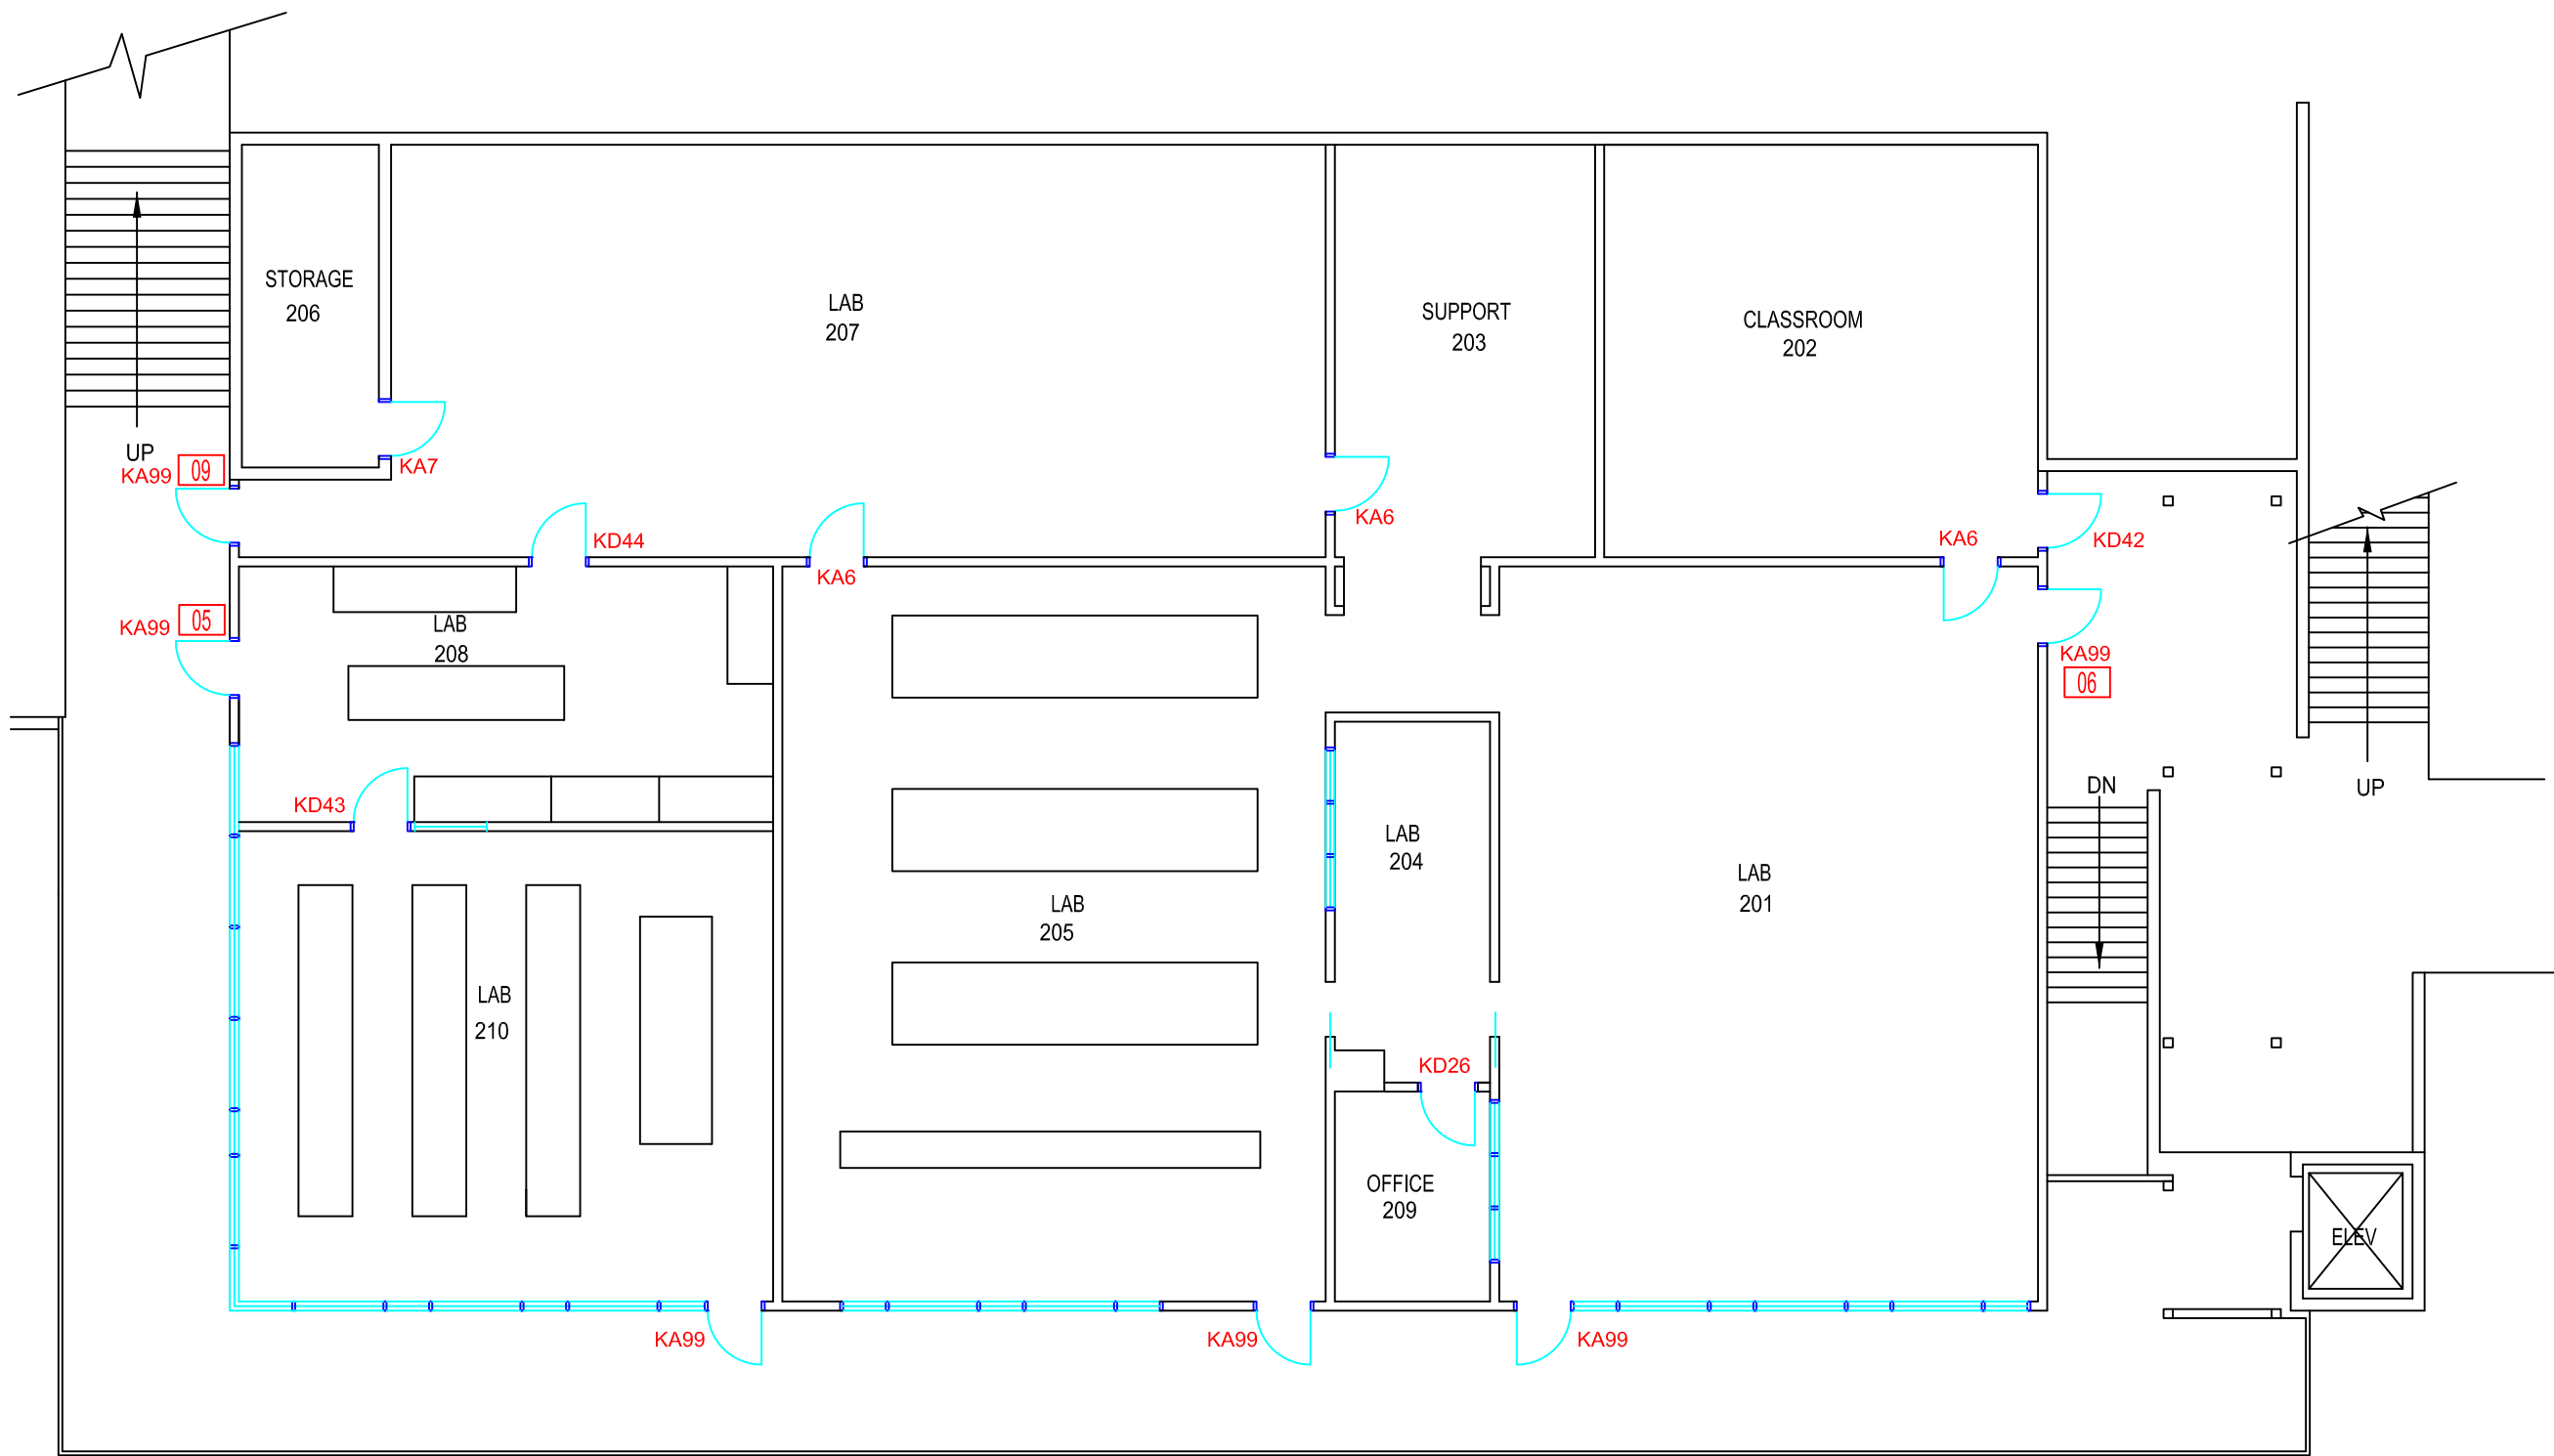 STORAGE
206
LAB
207
SUPPORT
203
CLASSROOM
202
UP
KA99
09
KA7
KD44
KA6
KA6
KA6
KD42
KA99
05
LAB
208
KA99
06
KD43
DN
UP
LAB
204
LAB
201
LAB
205
LAB
210
KD26
OFFICE
209
ELEV
KA99
KA99
KA99